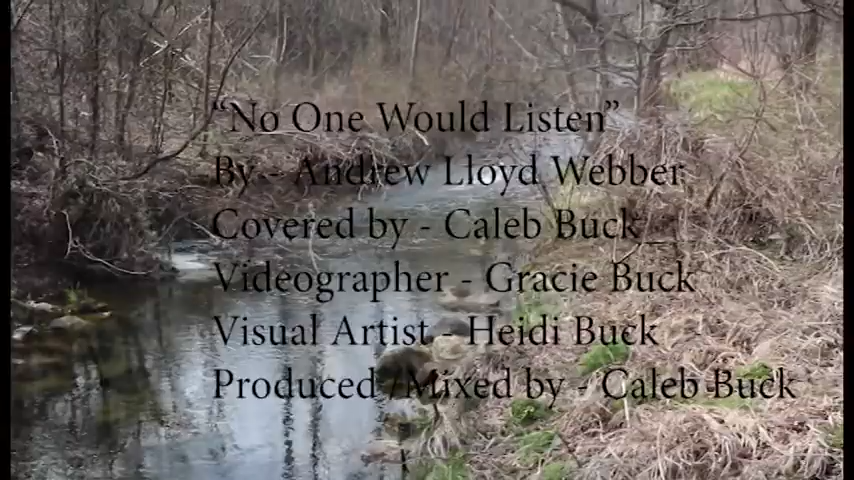 “No One Would Listen”
By - Andrew Lloyd Webber
Covered by - Caleb Buck
Videographer - Gracie Buck
Visual Artist - Heidi Buck
Produced /Mixed by - Caleb Buck